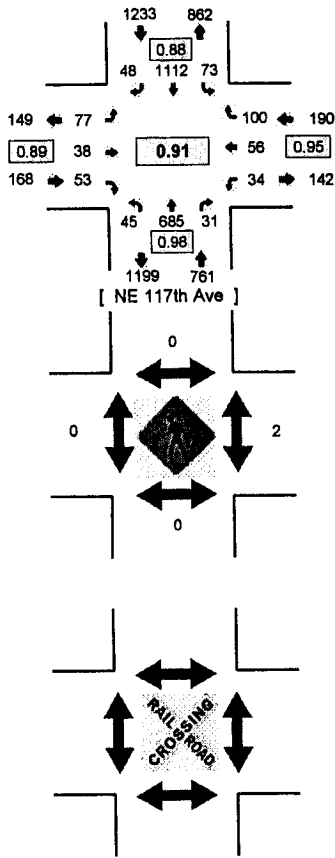 1233 862
0.88
48 1112 73
149 77 100 190
0.89 38 0.91 56 0.95
168 53 34 142
45 685 31
0.98
1199 761
[ NE 117th Ave ]
0
0 2
0
RAIL CROSSING
ROAD